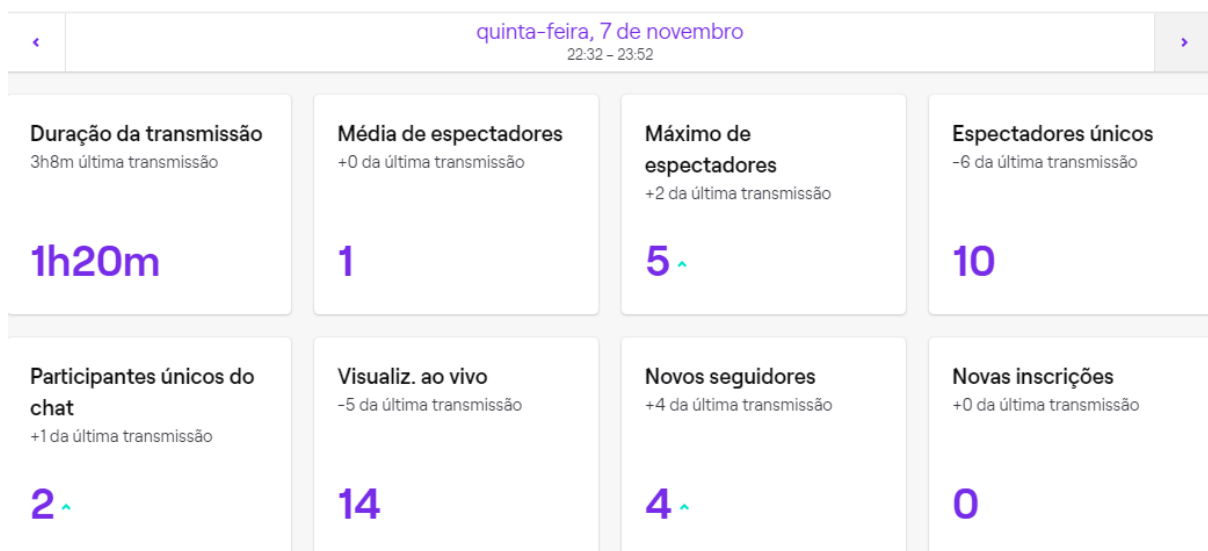 quinta-feira, 7 de novembro
22:32 – 23:52
Duração da transmissão
3h8m última transmissão
1h20m
Média de espectadores
+0 da última transmissão
1
Máximo de
espectadores
+2 da última transmissão
5
Espectadores únicos
-6 da última transmissão
10
Participantes únicos do
chat
+1 da última transmissão
2
Visualiz. ao vivo
-5 da última transmissão
14
Novos seguidores
+4 da última transmissão
4
Novas inscrições
+0 da última transmissão
0